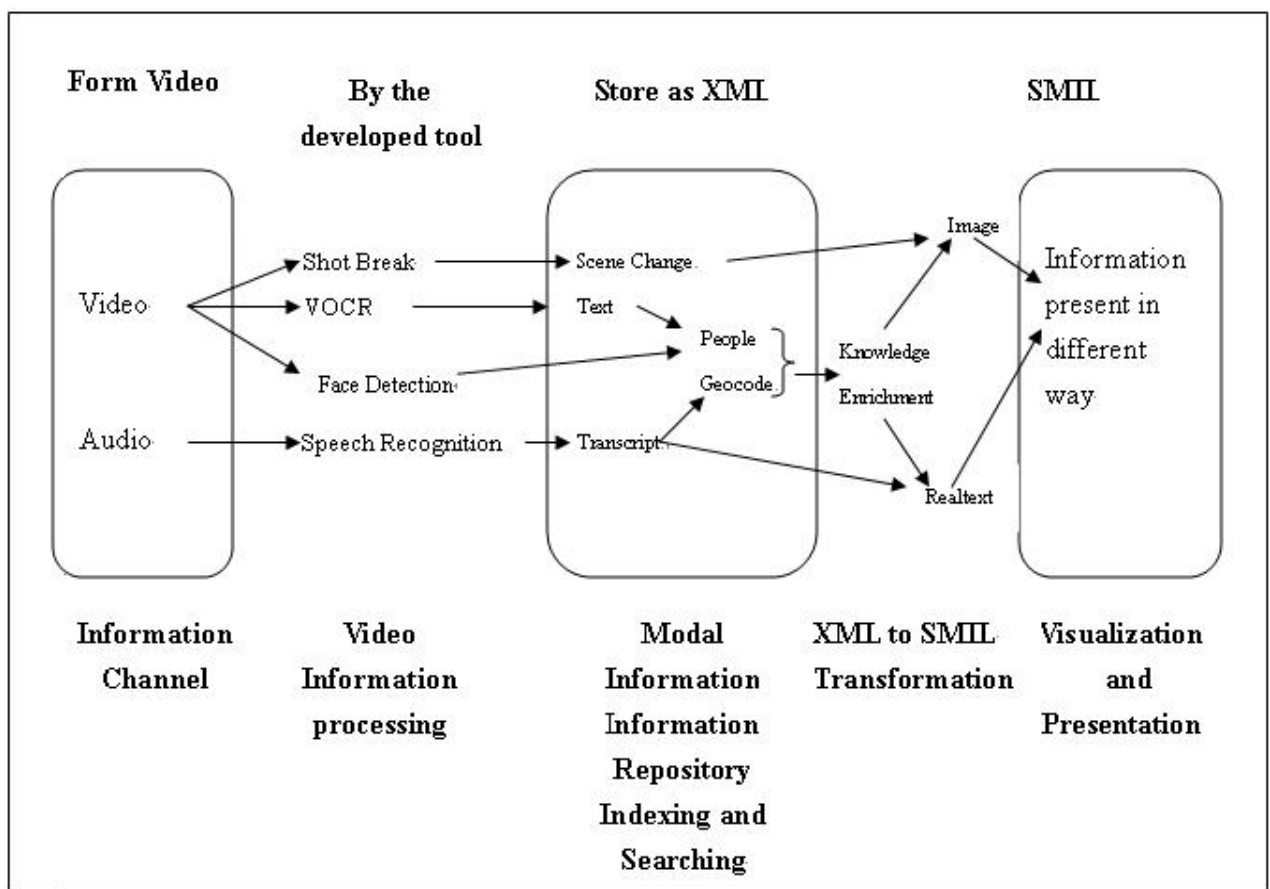 Form Video
By the
developed tool
Store as XML
SMIL
Video
Audio
Shot Break
VOCR
Face Detection
Speech Recognition
Scene Change.
Text
People
Geocode.
Transcript.
Knowledge
Enrichment
Image
Realtext
Information
present in
different
way
Information
Channel
Video
Information
processing
Modal
Information
Information
Repository
Indexing and
Searching
XML to SMIL
Transformation
Visualization
and
Presentation